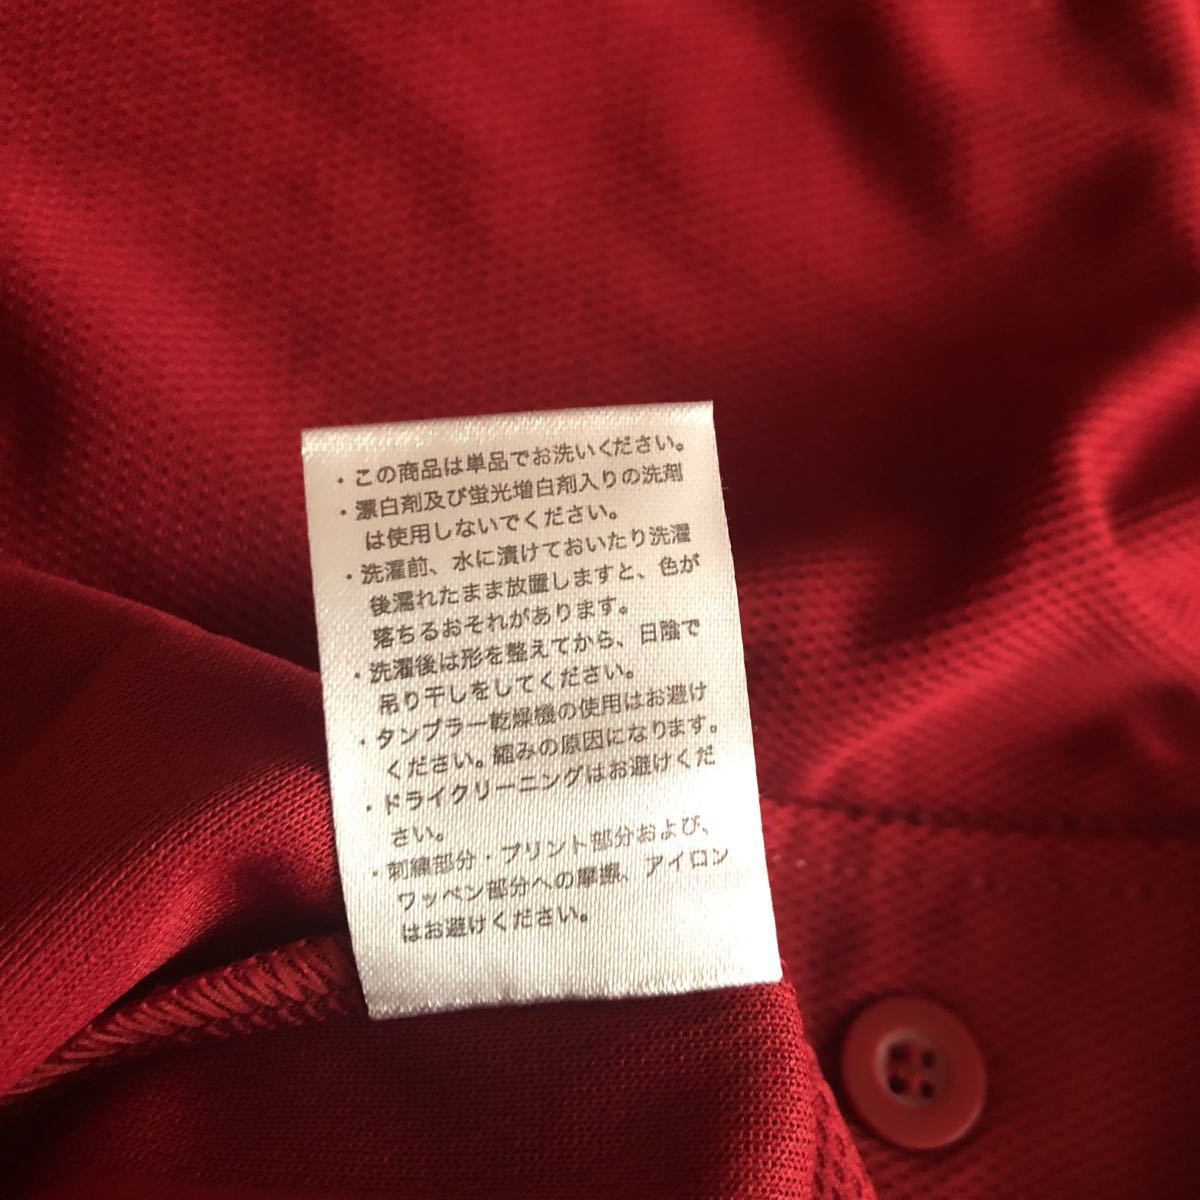 ・この商品は単品でお洗いください。
・漂白剤及び蛍光増白剤入りの洗剤
は使用しないでください。
・洗濯前、水に漬けておいたり洗濯
後濡れたまま放置しますと、色が
落ちるおそれがあります。
・洗濯後は形を整えてから、日陰で
吊り干しをしてください。
・タンブラー乾燥機の使用はお避け
ください。縮みの原因になります。
・ドライクリーニングはお避けくだ
さい。
・刺繍部分・プリント部分および、
ワッペン部分への摩擦、アイロン
はお避けください。